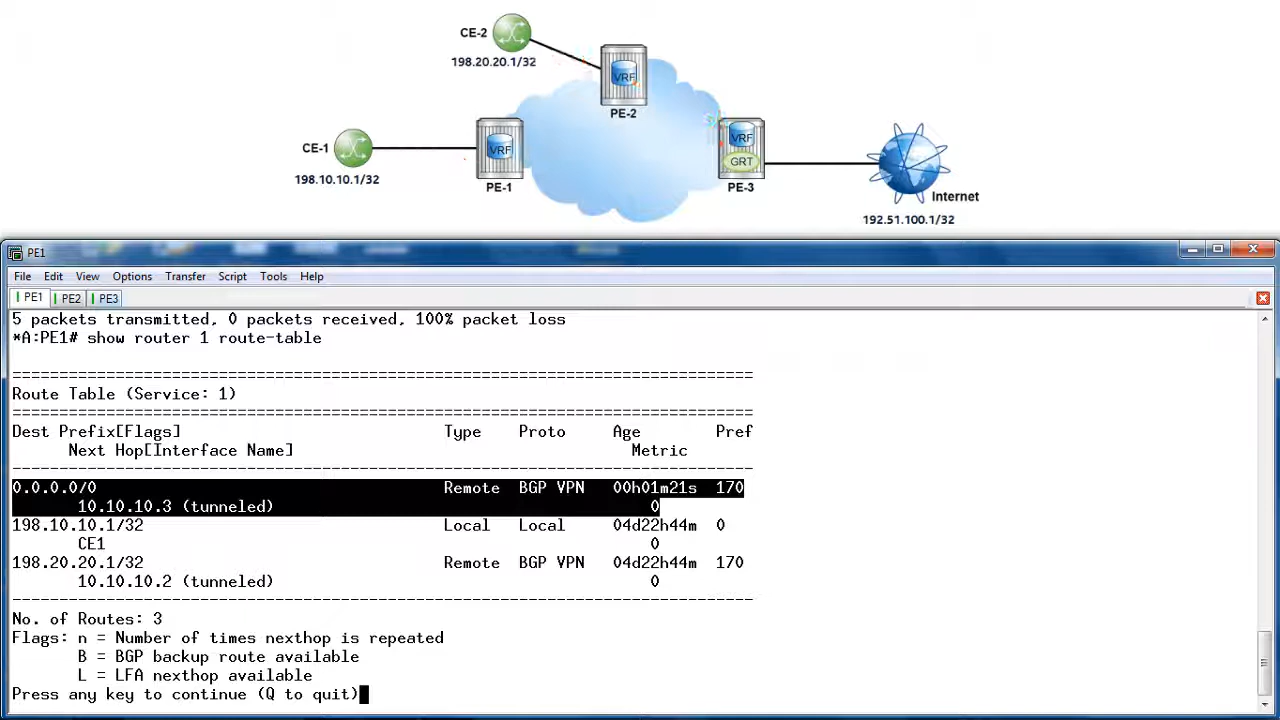 CE-2
198.20.20.1/32
VRF
PE-2
CE-1
198.10.10.1/32
VRF
PE-1
VRF
GRT
PE-3
Internet
192.51.100.1/32
PE1
File Edit View Options Transfer Script Tools Help
PE1 PE2 PE3
5 packets transmitted, 0 packets received, 100% packet loss
*A:PE1# show router 1 route-table
===============================================================================
Route Table (Service: 1)
===============================================================================
Dest Prefix[Flags] Type Proto Age Pref
Next Hop[Interface Name] Metric
-------------------------------------------------------------------------------
0.0.0.0/0 Remote BGP VPN 00h01m21s 170
10.10.10.3 (tunneled) 0
198.10.10.1/32 Local Local 04d22h44m 0
CE1 0
198.20.20.1/32 Remote BGP VPN 04d22h44m 170
10.10.10.2 (tunneled) 0
-------------------------------------------------------------------------------
No. of Routes: 3
Flags: n = Number of times nexthop is repeated
B = BGP backup route available
L = LFA nexthop available
Press any key to continue (Q to quit)